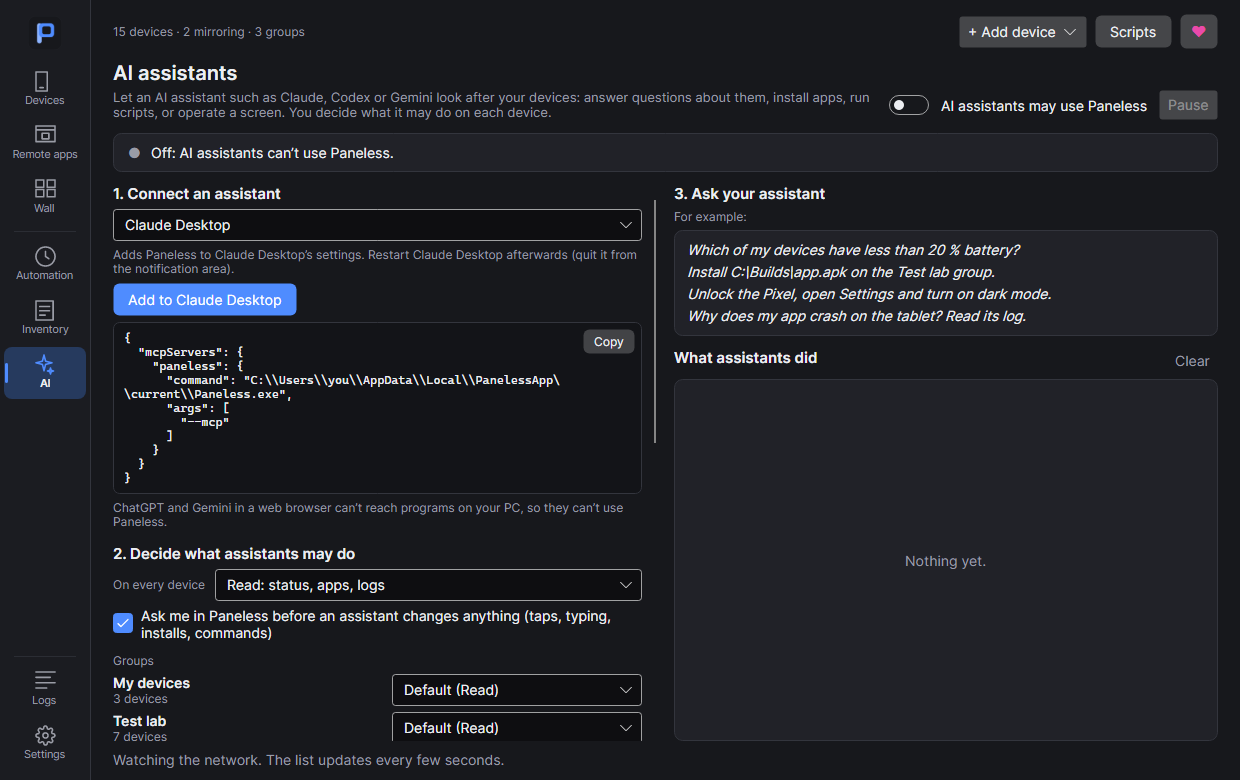 15 devices · 2 mirroring · 3 groups
+ Add device
Scripts
Devices
Remote apps
Wall
Automation
Inventory
AI
Logs
Settings
AI assistants
Let an AI assistant such as Claude, Codex or Gemini look after your devices: answer questions about them, install apps, run
scripts, or operate a screen. You decide what it may do on each device.
AI assistants may use Paneless
Pause
Off: AI assistants can't use Paneless.
1. Connect an assistant
Claude Desktop
Adds Paneless to Claude Desktop's settings. Restart Claude Desktop afterwards (quit it from
the notification area).
Add to Claude Desktop
Copy
{
"mcpServers": {
"paneless": {
"command": "C:\\Users\\you\\AppData\\Local\\PanelessApp\
\current\\Paneless.exe",
"args": [
"--mcp"
]
}
}
}
ChatGPT and Gemini in a web browser can't reach programs on your PC, so they can't use
Paneless.
2. Decide what assistants may do
On every device
Read: status, apps, logs
Ask me in Paneless before an assistant changes anything (taps, typing,
installs, commands)
Groups
My devices
3 devices
Default (Read)
Test lab
7 devices
Default (Read)
3. Ask your assistant
For example:
Which of my devices have less than 20 % battery?
Install C:\Builds\app.apk on the Test lab group.
Unlock the Pixel, open Settings and turn on dark mode.
Why does my app crash on the tablet? Read its log.
What assistants did
Clear
Nothing yet.
Watching the network. The list updates every few seconds.